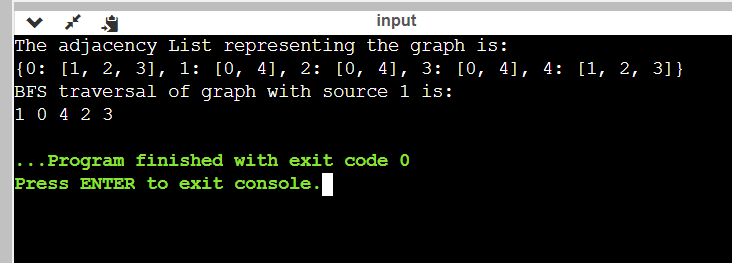 input
The adjacency List representing the graph is:
{0: [1, 2, 3], 1: [0, 4], 2: [0, 4], 3: [0, 4], 4: [1, 2, 3]}
BFS traversal of graph with source 1 is:
1 0 4 2 3
...Program finished with exit code 0
Press ENTER to exit console.